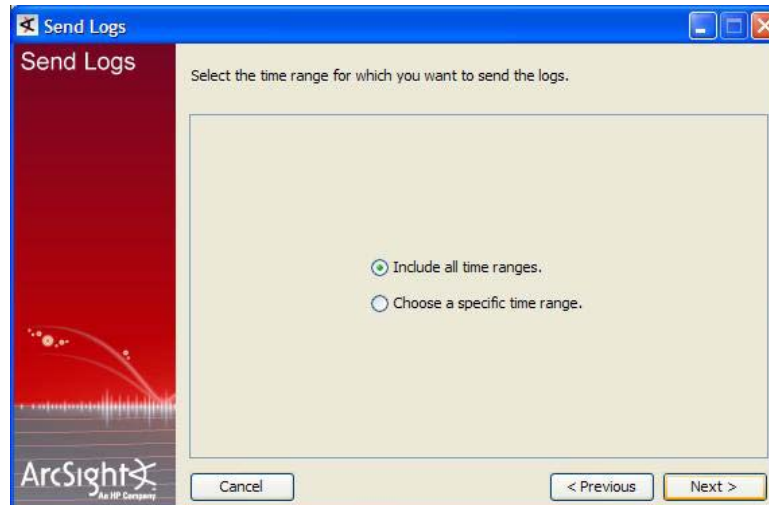 Send Logs
Send Logs
Select the time range for which you want to send the logs.
Include all time ranges.
Choose a specific time range.
ArcSight
An HP Company
Cancel
< Previous
Next >